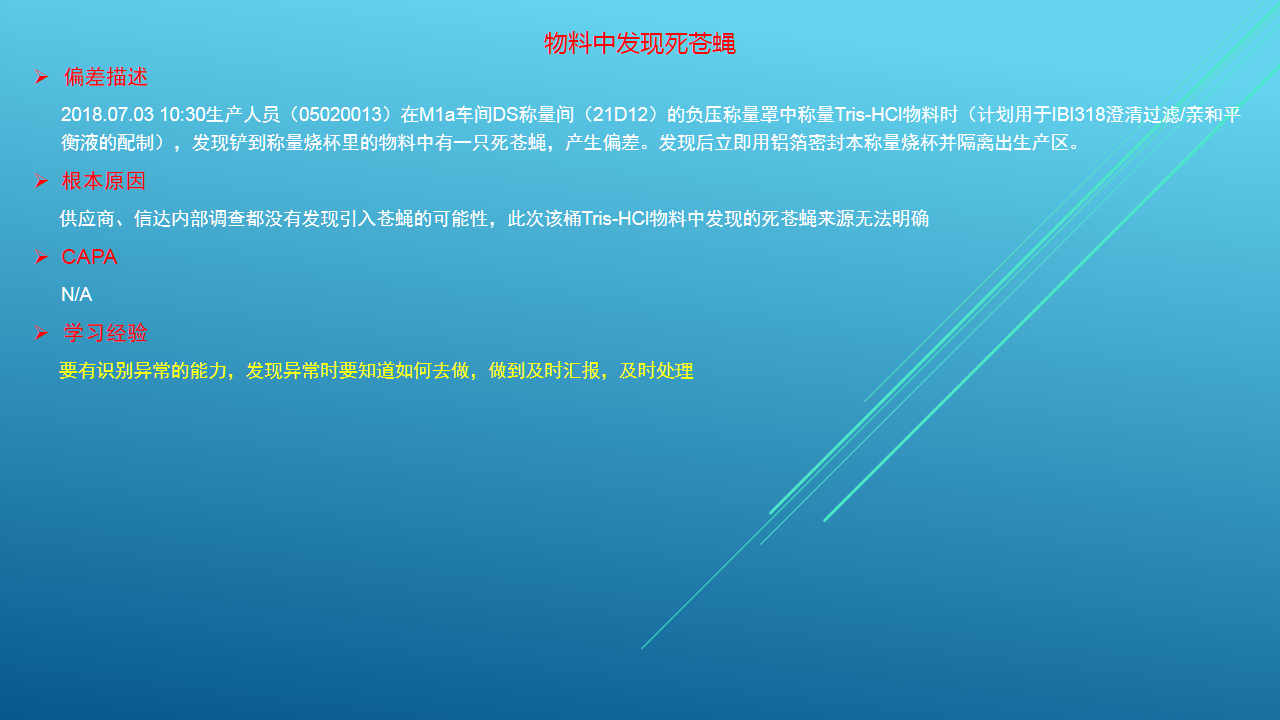 物料中发现死苍蝇
偏差描述
2018.07.03 10:30生产人员（05020013）在M1a车间DS称量间（21D12）的负压称量罩中称量Tris-HCl物料时（计划用于IBI318澄清过滤/亲和平
衡液的配制），发现铲到称量烧杯里的物料中有一只死苍蝇，产生偏差。发现后立即用铝箔密封本称量烧杯并隔离出生产区。
根本原因
供应商、信达内部调查都没有发现引入苍蝇的可能性，此次该桶Tris-HCl物料中发现的死苍蝇来源无法明确
CAPA
N/A
学习经验
要有识别异常的能力，发现异常时要知道如何去做，做到及时汇报，及时处理